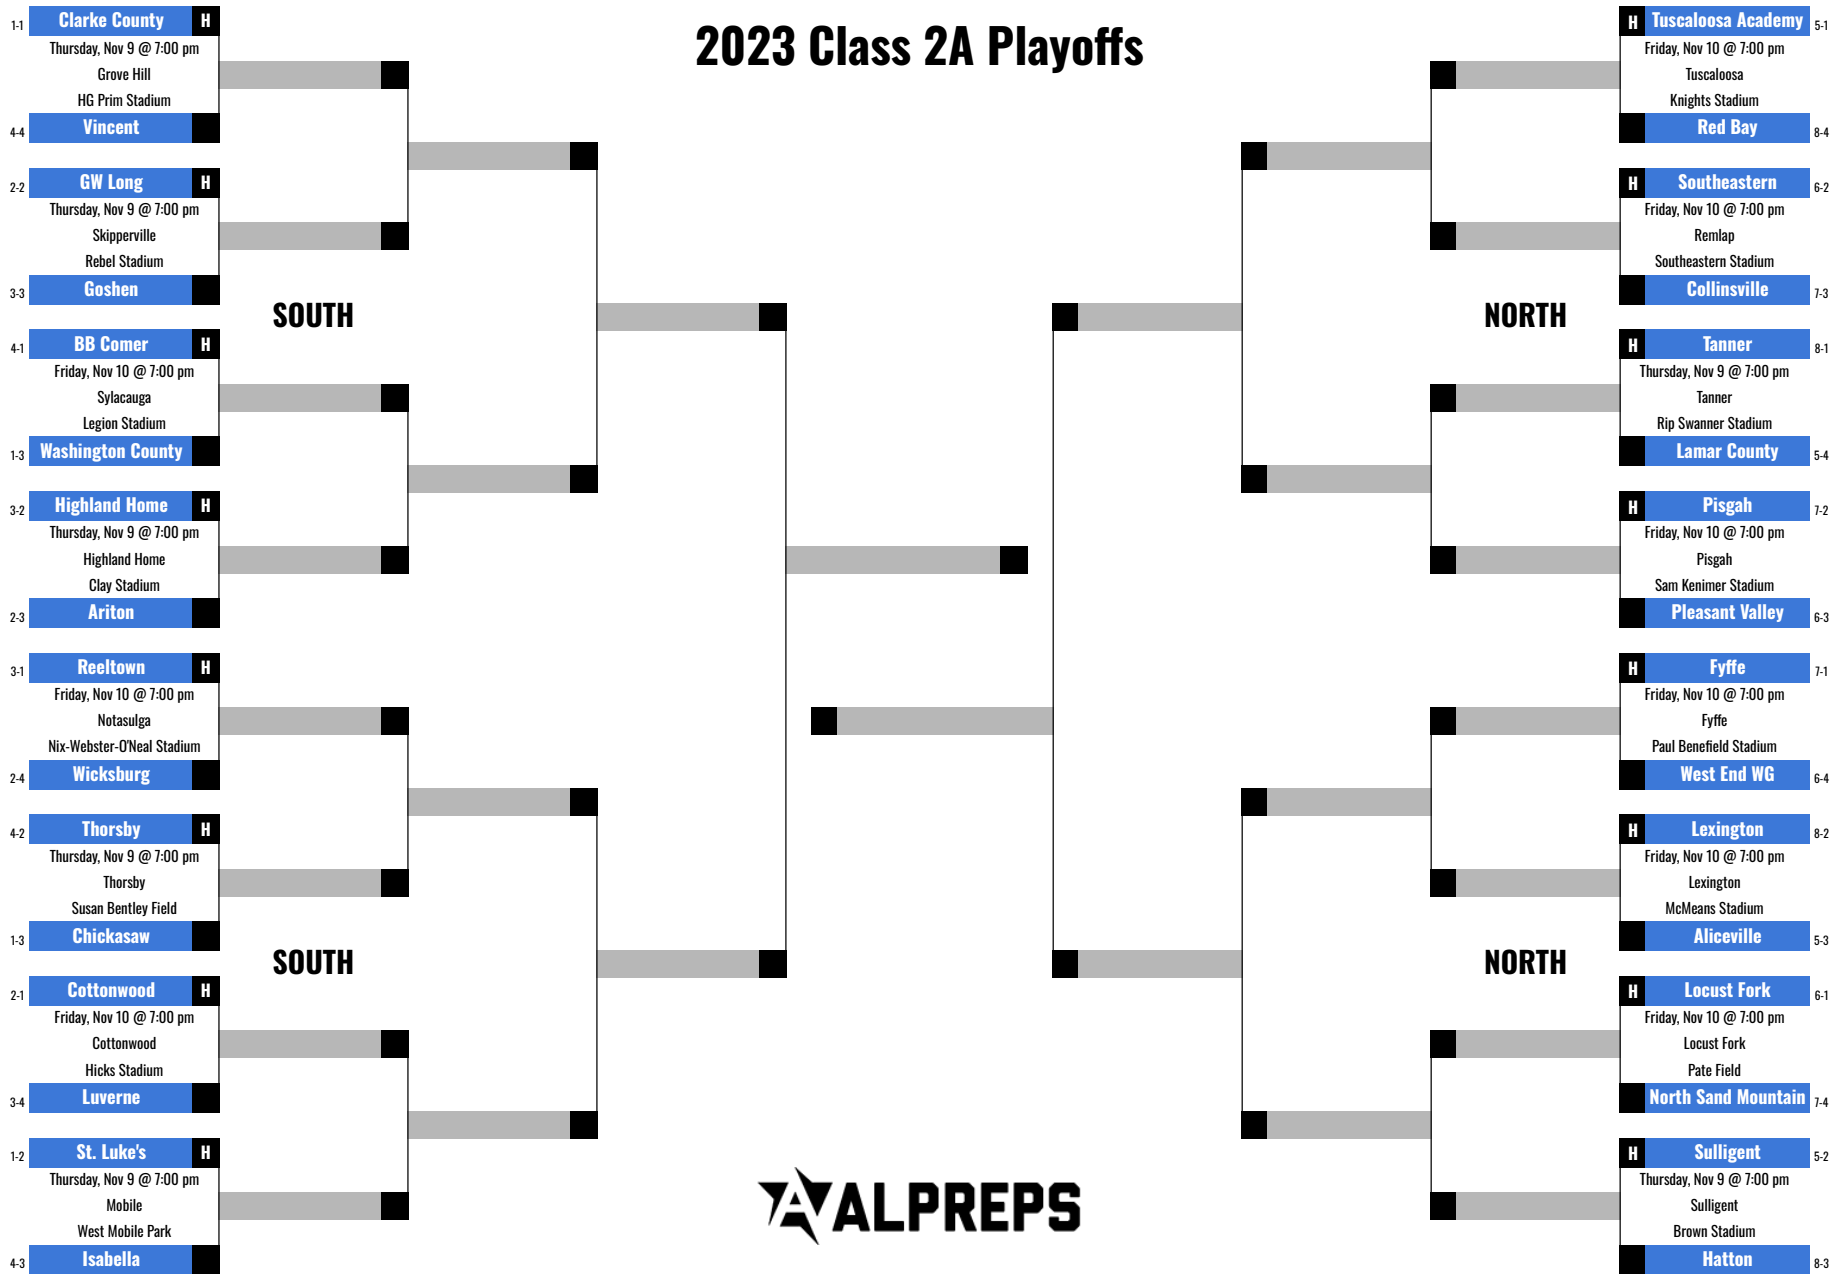 2023 Class 2A Playoffs
1-1 Clarke County H
Thursday, Nov 9 @ 7:00 pm
Grove Hill
HG Prim Stadium
4-4 Vincent
2-2 GW Long H
Thursday, Nov 9 @ 7:00 pm
Skipperville
Rebel Stadium
3-3 Goshen
SOUTH
4-1 BB Comer H
Friday, Nov 10 @ 7:00 pm
Sylacauga
Legion Stadium
1-3 Washington County
3-2 Highland Home H
Thursday, Nov 9 @ 7:00 pm
Highland Home
Clay Stadium
2-3 Ariton
3-1 Reeltown H
Friday, Nov 10 @ 7:00 pm
Notasulga
Nix-Webster-O'Neal Stadium
2-4 Wicksburg
4-2 Thorsby H
Thursday, Nov 9 @ 7:00 pm
Thorsby
Susan Bentley Field
1-3 Chickasaw
SOUTH
2-1 Cottonwood H
Friday, Nov 10 @ 7:00 pm
Cottonwood
Hicks Stadium
3-4 Luverne
1-2 St. Luke's H
Thursday, Nov 9 @ 7:00 pm
Mobile
West Mobile Park
4-3 Isabella
H Tuscaloosa Academy 5-1
Friday, Nov 10 @ 7:00 pm
Tuscaloosa
Knights Stadium
Red Bay 8-4
H Southeastern 6-2
Friday, Nov 10 @ 7:00 pm
Remlap
Southeastern Stadium
Collinsville 7-3
NORTH
H Tanner 8-1
Thursday, Nov 9 @ 7:00 pm
Tanner
Rip Swanner Stadium
Lamar County 5-4
H Pisgah 7-2
Friday, Nov 10 @ 7:00 pm
Pisgah
Sam Kenimer Stadium
Pleasant Valley 6-3
H Fyffe 7-1
Friday, Nov 10 @ 7:00 pm
Fyffe
Paul Benefield Stadium
West End WG 6-4
H Lexington 8-2
Friday, Nov 10 @ 7:00 pm
Lexington
McMeans Stadium
Aliceville 5-3
NORTH
H Locust Fork 6-1
Friday, Nov 10 @ 7:00 pm
Locust Fork
Pate Field
North Sand Mountain 7-4
H Sulligent 5-2
Thursday, Nov 9 @ 7:00 pm
Sulligent
Brown Stadium
Hatton 8-3
A ALPREPS